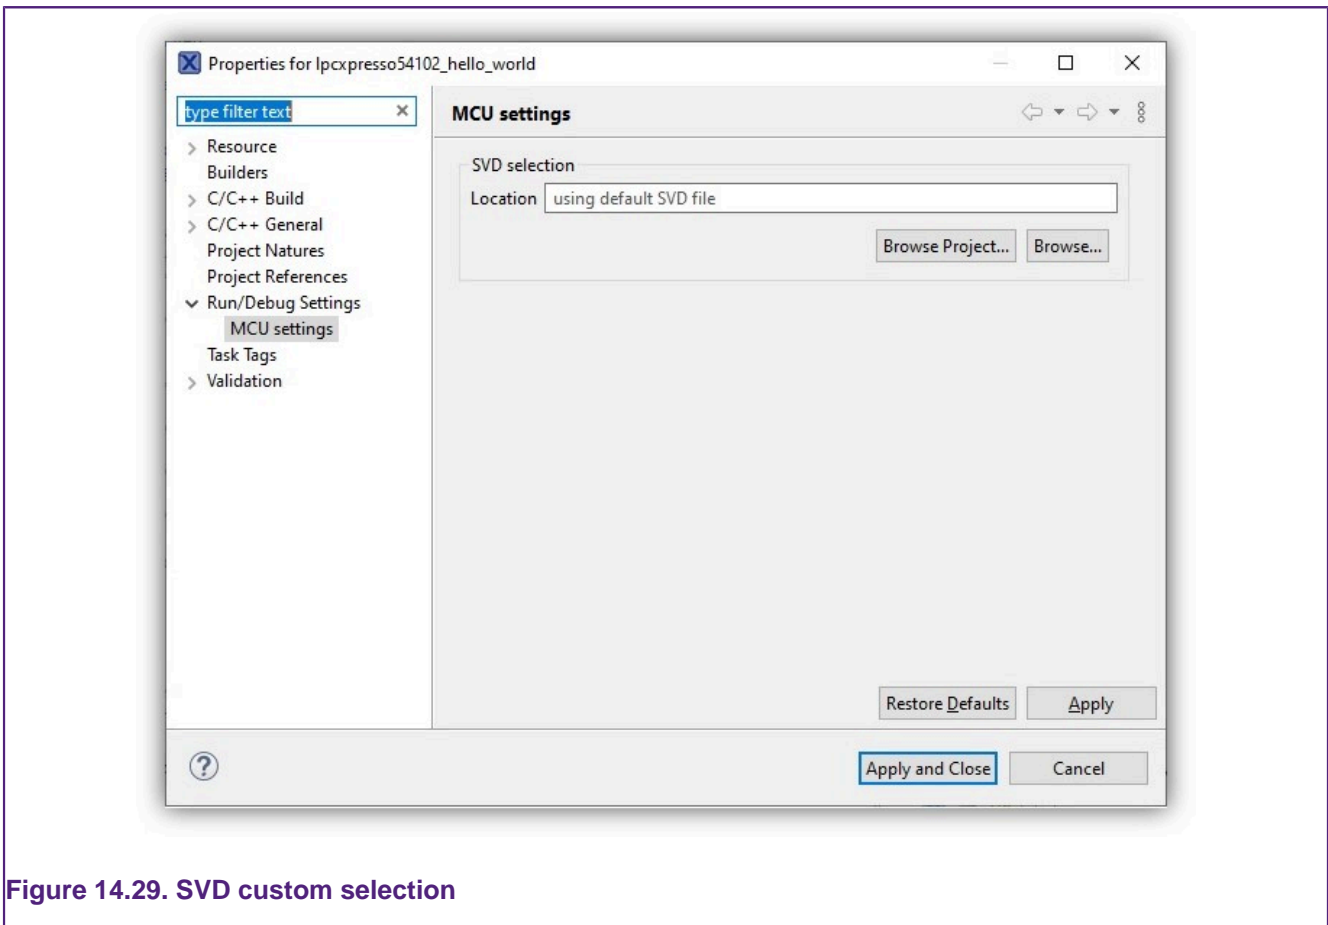 Properties for lpcxpresso54102_hello_world
type filter text
MCU settings
Resource
Builders
C/C++ Build
C/C++ General
Project Natures
Project References
Run/Debug Settings
MCU settings
Task Tags
Validation
SVD selection
Location using default SVD file
Browse Project... Browse...
Restore Defaults Apply
Apply and Close Cancel
Figure 14.29. SVD custom selection